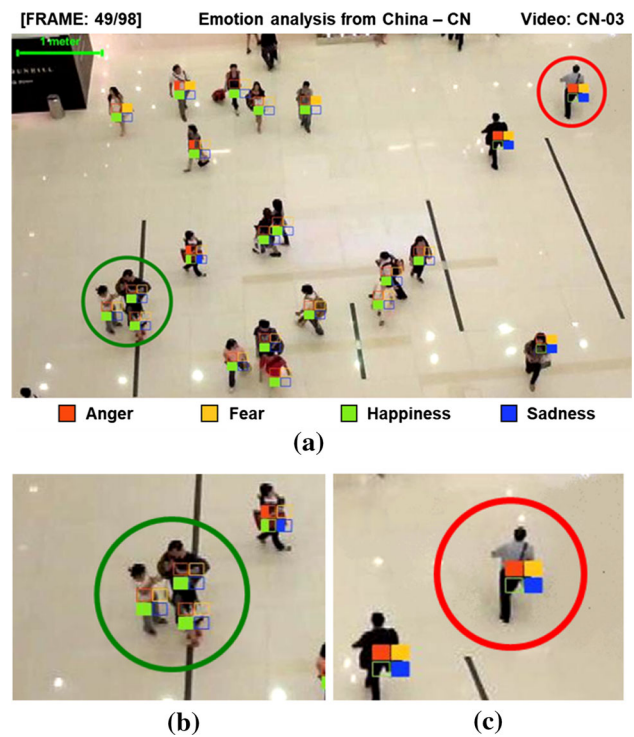 [FRAME: 49/98] Emotion analysis from China – CN Video: CN-03
1 meter
Anger Fear Happiness Sadness
(a)
(b) (c)